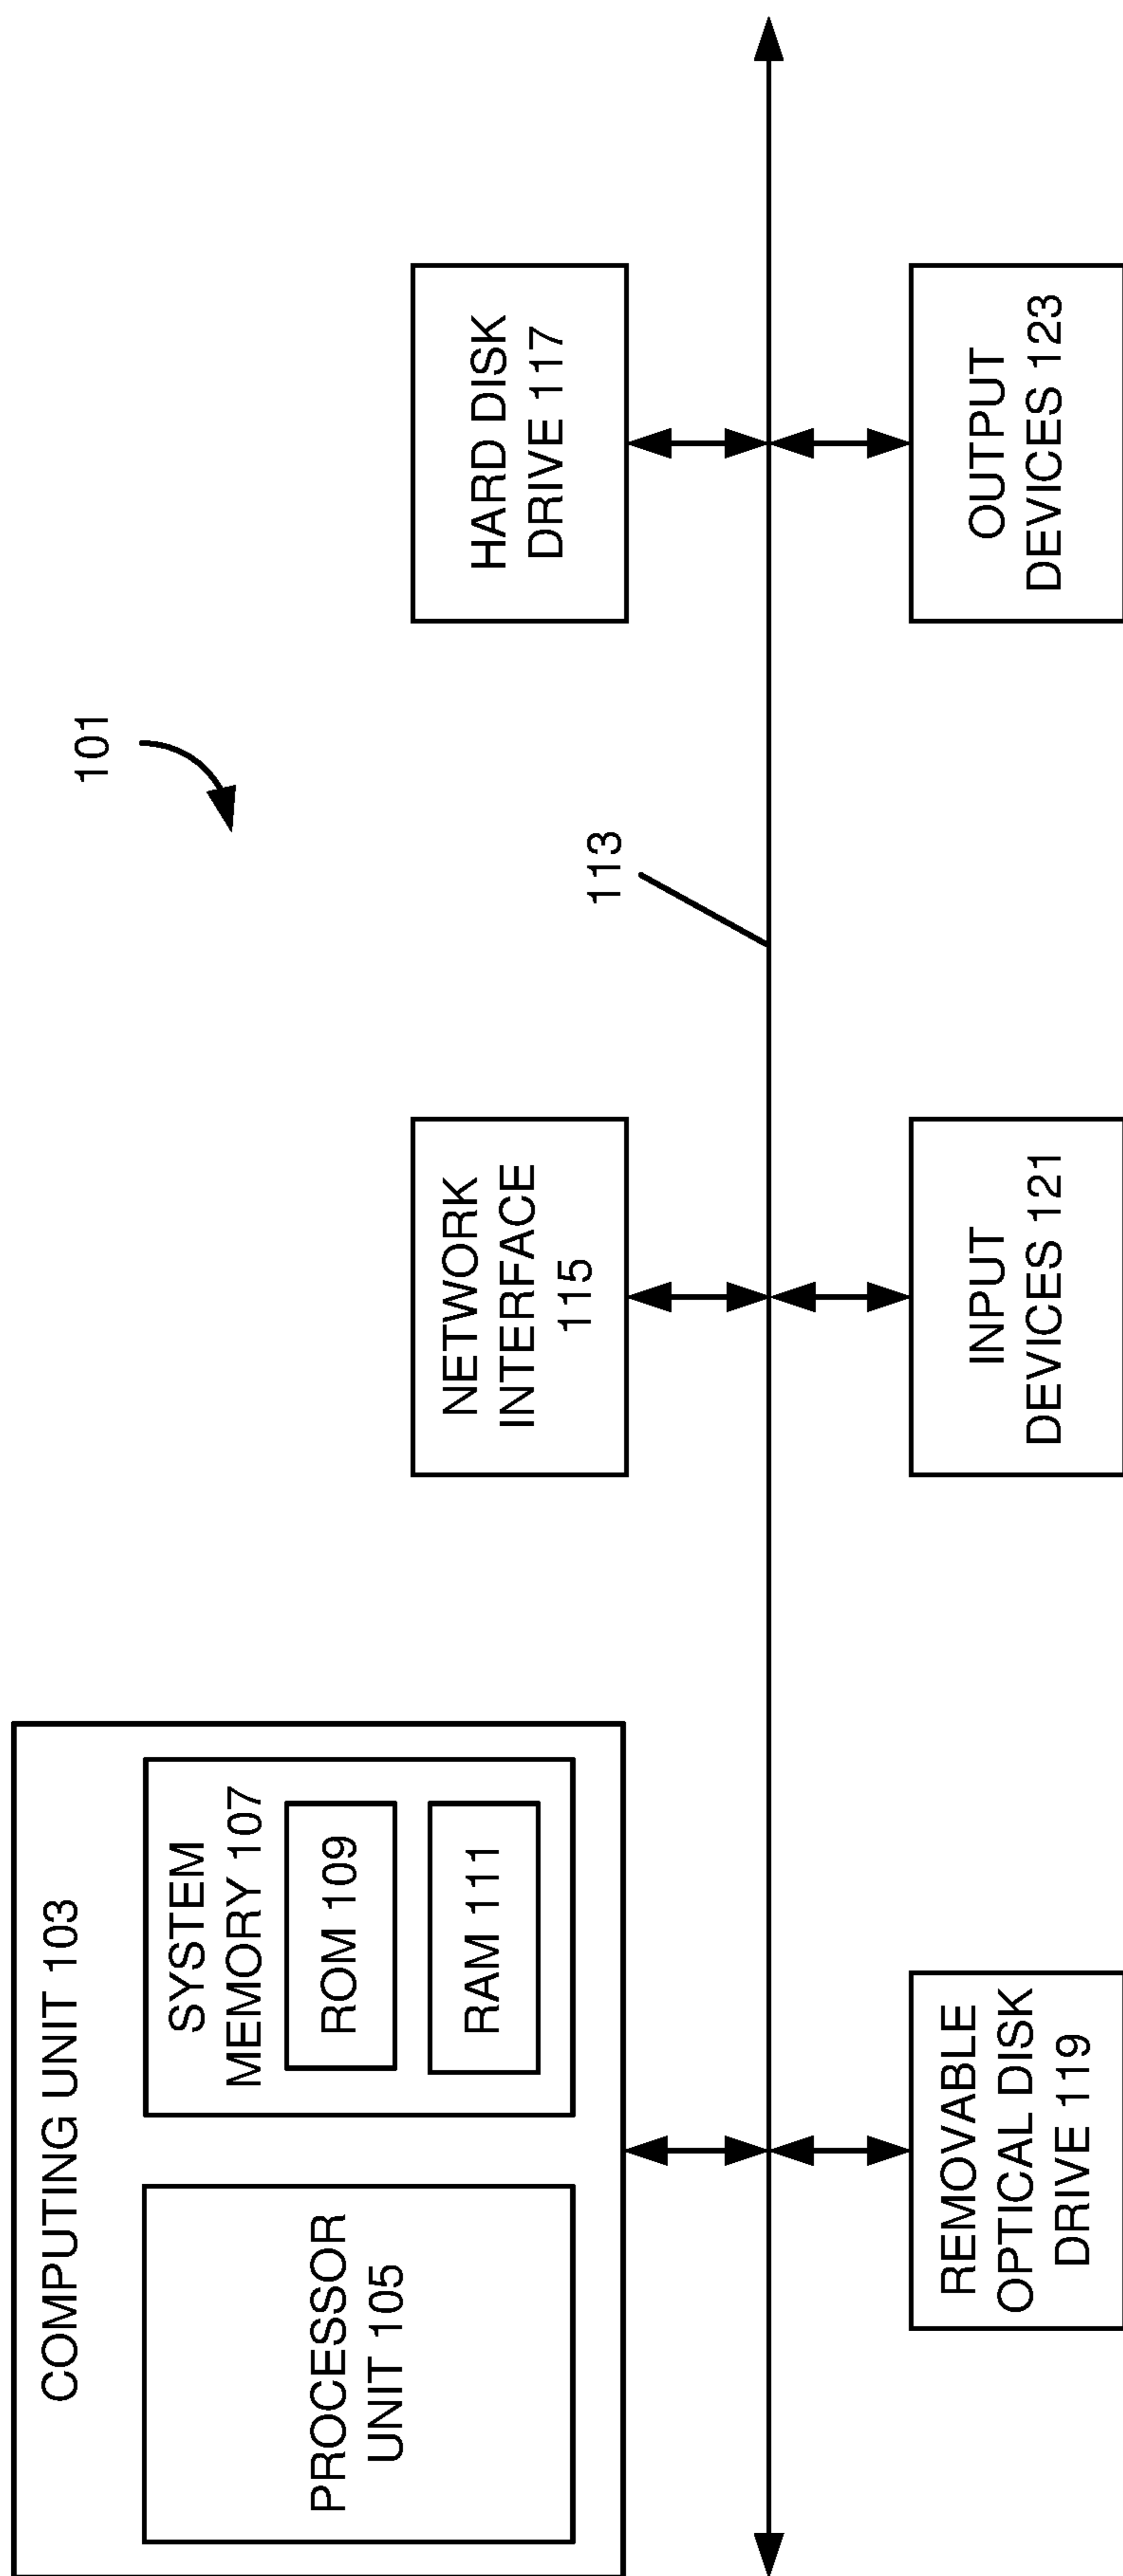 101
COMPUTING UNIT 103
PROCESSOR
UNIT 105
SYSTEM
MEMORY 107
ROM 109
RAM 111
NETWORK
INTERFACE
115
HARD DISK
DRIVE 117
113
REMOVABLE
OPTICAL DISK
DRIVE 119
INPUT
DEVICES 121
OUTPUT
DEVICES 123